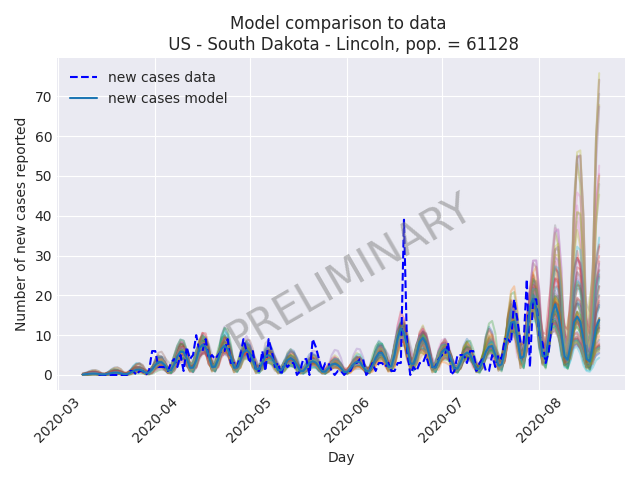 Model comparison to data
US - South Dakota - Lincoln, pop. = 61128
new cases data
new cases model
PRELIMINARY
Number of new cases reported
70
60
50
40
30
20
10
0
2020-03
2020-04
2020-05
2020-06
2020-07
2020-08
Day